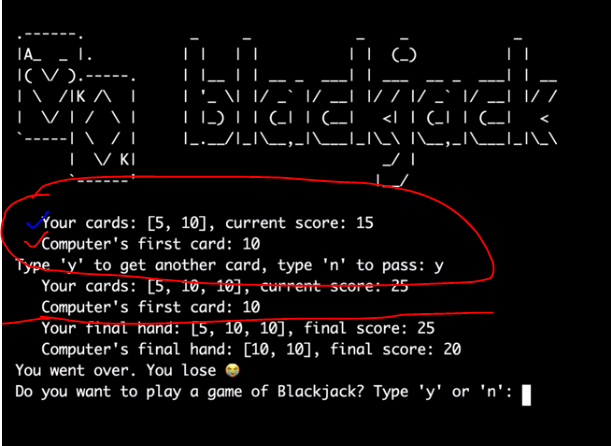 Your cards: [5, 10], current score: 15
Computer's first card: 10
Type 'y' to get another card, type 'n' to pass: y
Your cards: [5, 10, 10], current score: 25
Computer's first card: 10
Your final hand: [5, 10, 10], final score: 25
Computer's final hand: [10, 10], final score: 20
You went over. You lose 😭
Do you want to play a game of Blackjack? Type 'y' or 'n':